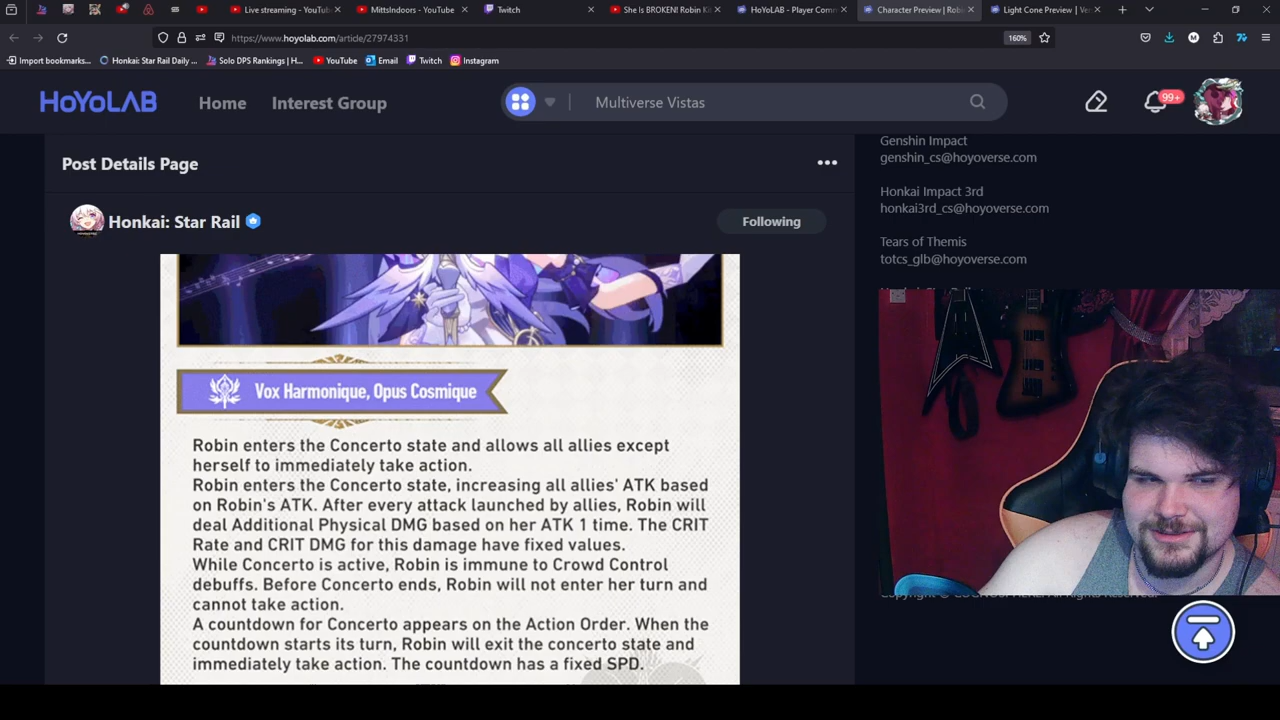 Live streaming - YouTu
MittsIndoors - YouTube
Twitch
She Is BROKEN! Robin Ki
HoYoLAB - Player Comm
Character Preview | Rob
Light Cone Preview | Ve
https://www.hoyolab.com/article/27974331
160%
Import bookmarks...
Honkai: Star Rail Daily ...
Solo DPS Rankings | H...
YouTube
Email
Twitch
Instagram
HoYoLAB
Home
Interest Group
Multiverse Vistas
99+
Post Details Page
Honkai: Star Rail
Following
Vox Harmonique, Opus Cosmique
Robin enters the Concerto state and allows all allies except
herself to immediately take action.
Robin enters the Concerto state, increasing all allies' ATK based
on Robin's ATK. After every attack launched by allies, Robin will
deal Additional Physical DMG based on her ATK 1 time. The CRIT
Rate and CRIT DMG for this damage have fixed values.
While Concerto is active, Robin is immune to Crowd Control
debuffs. Before Concerto ends, Robin will not enter her turn and
cannot take action.
A countdown for Concerto appears on the Action Order. When the
countdown starts its turn, Robin will exit the concerto state and
immediately take action. The countdown has a fixed SPD.
Genshin Impact
genshin_cs@hoyoverse.com
Honkai Impact 3rd
honkai3rd_cs@hoyoverse.com
Tears of Themis
totcs_glb@hoyoverse.com